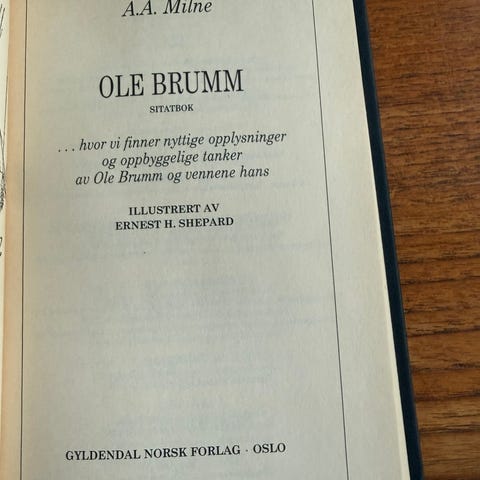 A.A. Milne
OLE BRUMM
SITATBOK
. . . hvor vi finner nyttige opplysninger
og oppbyggelige tanker
av Ole Brumm og vennene hans
ILLUSTRERT AV
ERNEST H. SHEPARD
GYLDENDAL NORSK FORLAG · OSLO